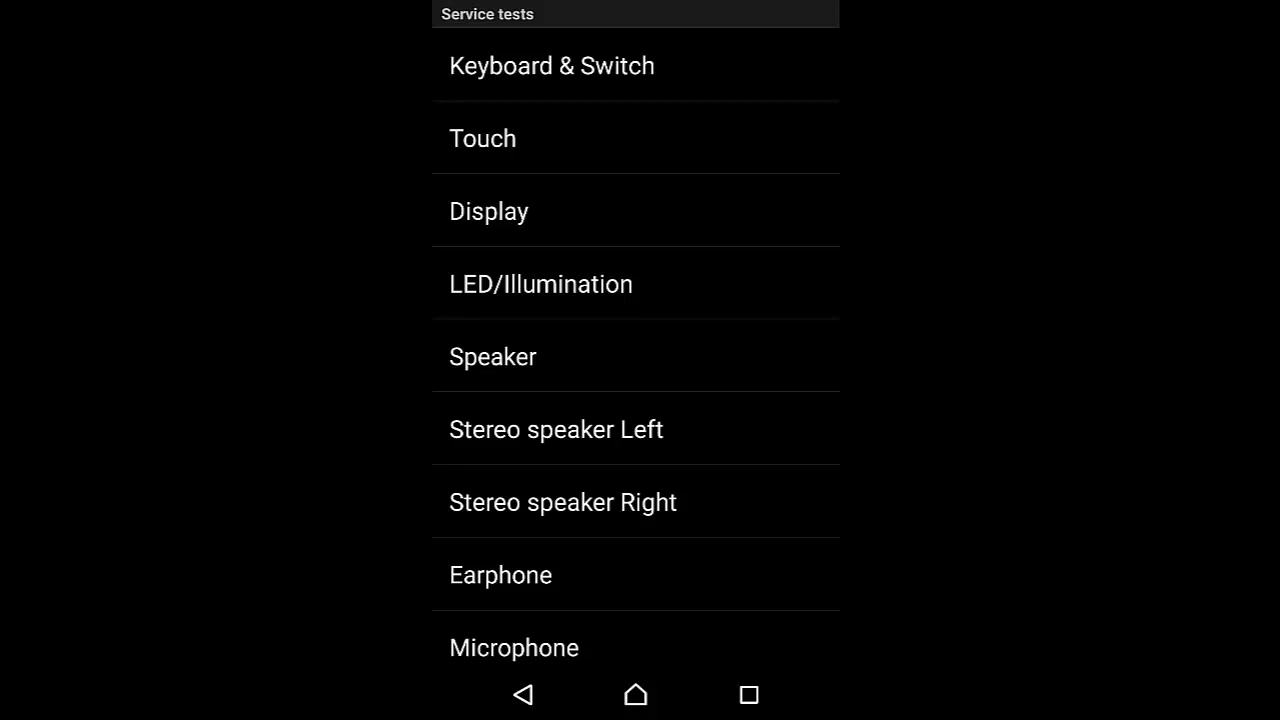 Service tests
Keyboard & Switch
Touch
Display
LED/Illumination
Speaker
Stereo speaker Left
Stereo speaker Right
Earphone
Microphone